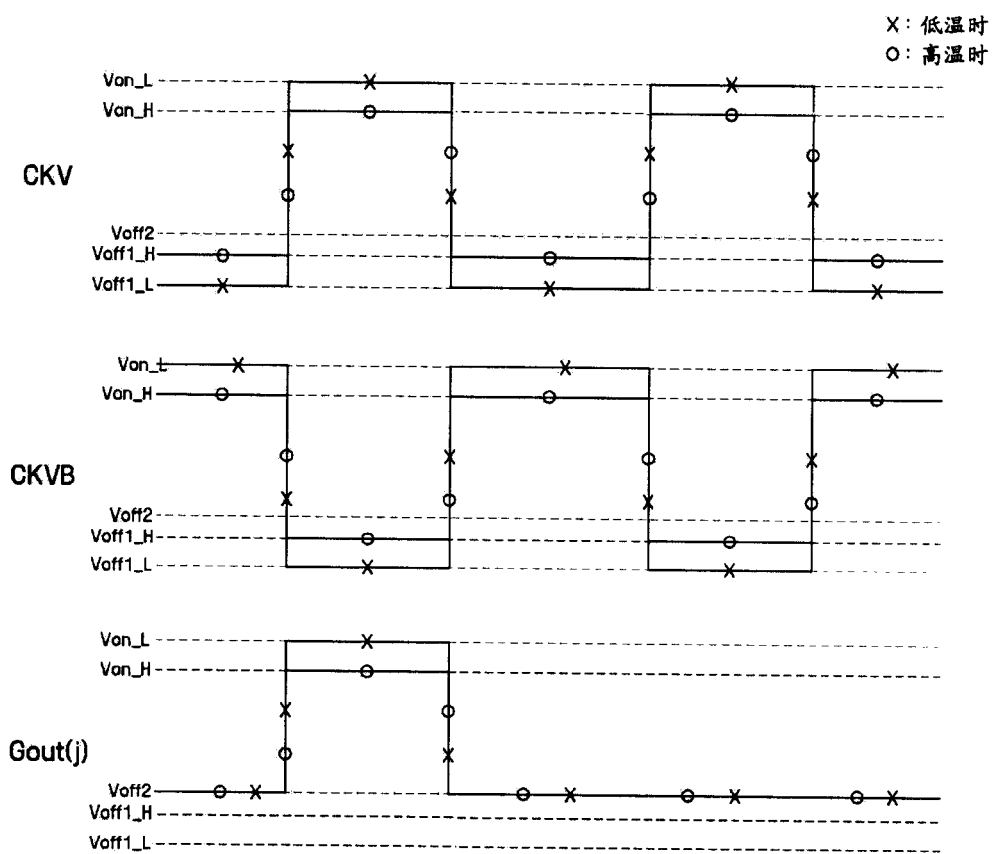 X: 低温时
O: 高温时
Von_L
Von_H
CKV
Voff2
Voff1_H
Voff1_L
Von_L
Von_H
CKVB
Voff2
Voff1_H
Voff1_L
Von_L
Von_H
Gout(j)
Voff2
Voff1_H
Voff1_L